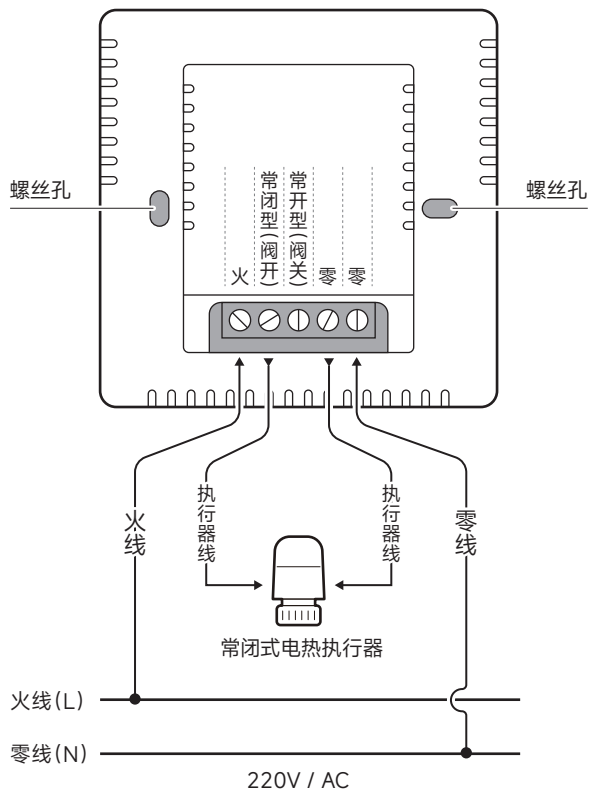 螺丝孔
螺丝孔
火
常闭型(阀开)
常开型(阀关)
零
零
火线
执行器线
执行器线
零线
常闭式电热执行器
火线(L)
零线(N)
220V / AC